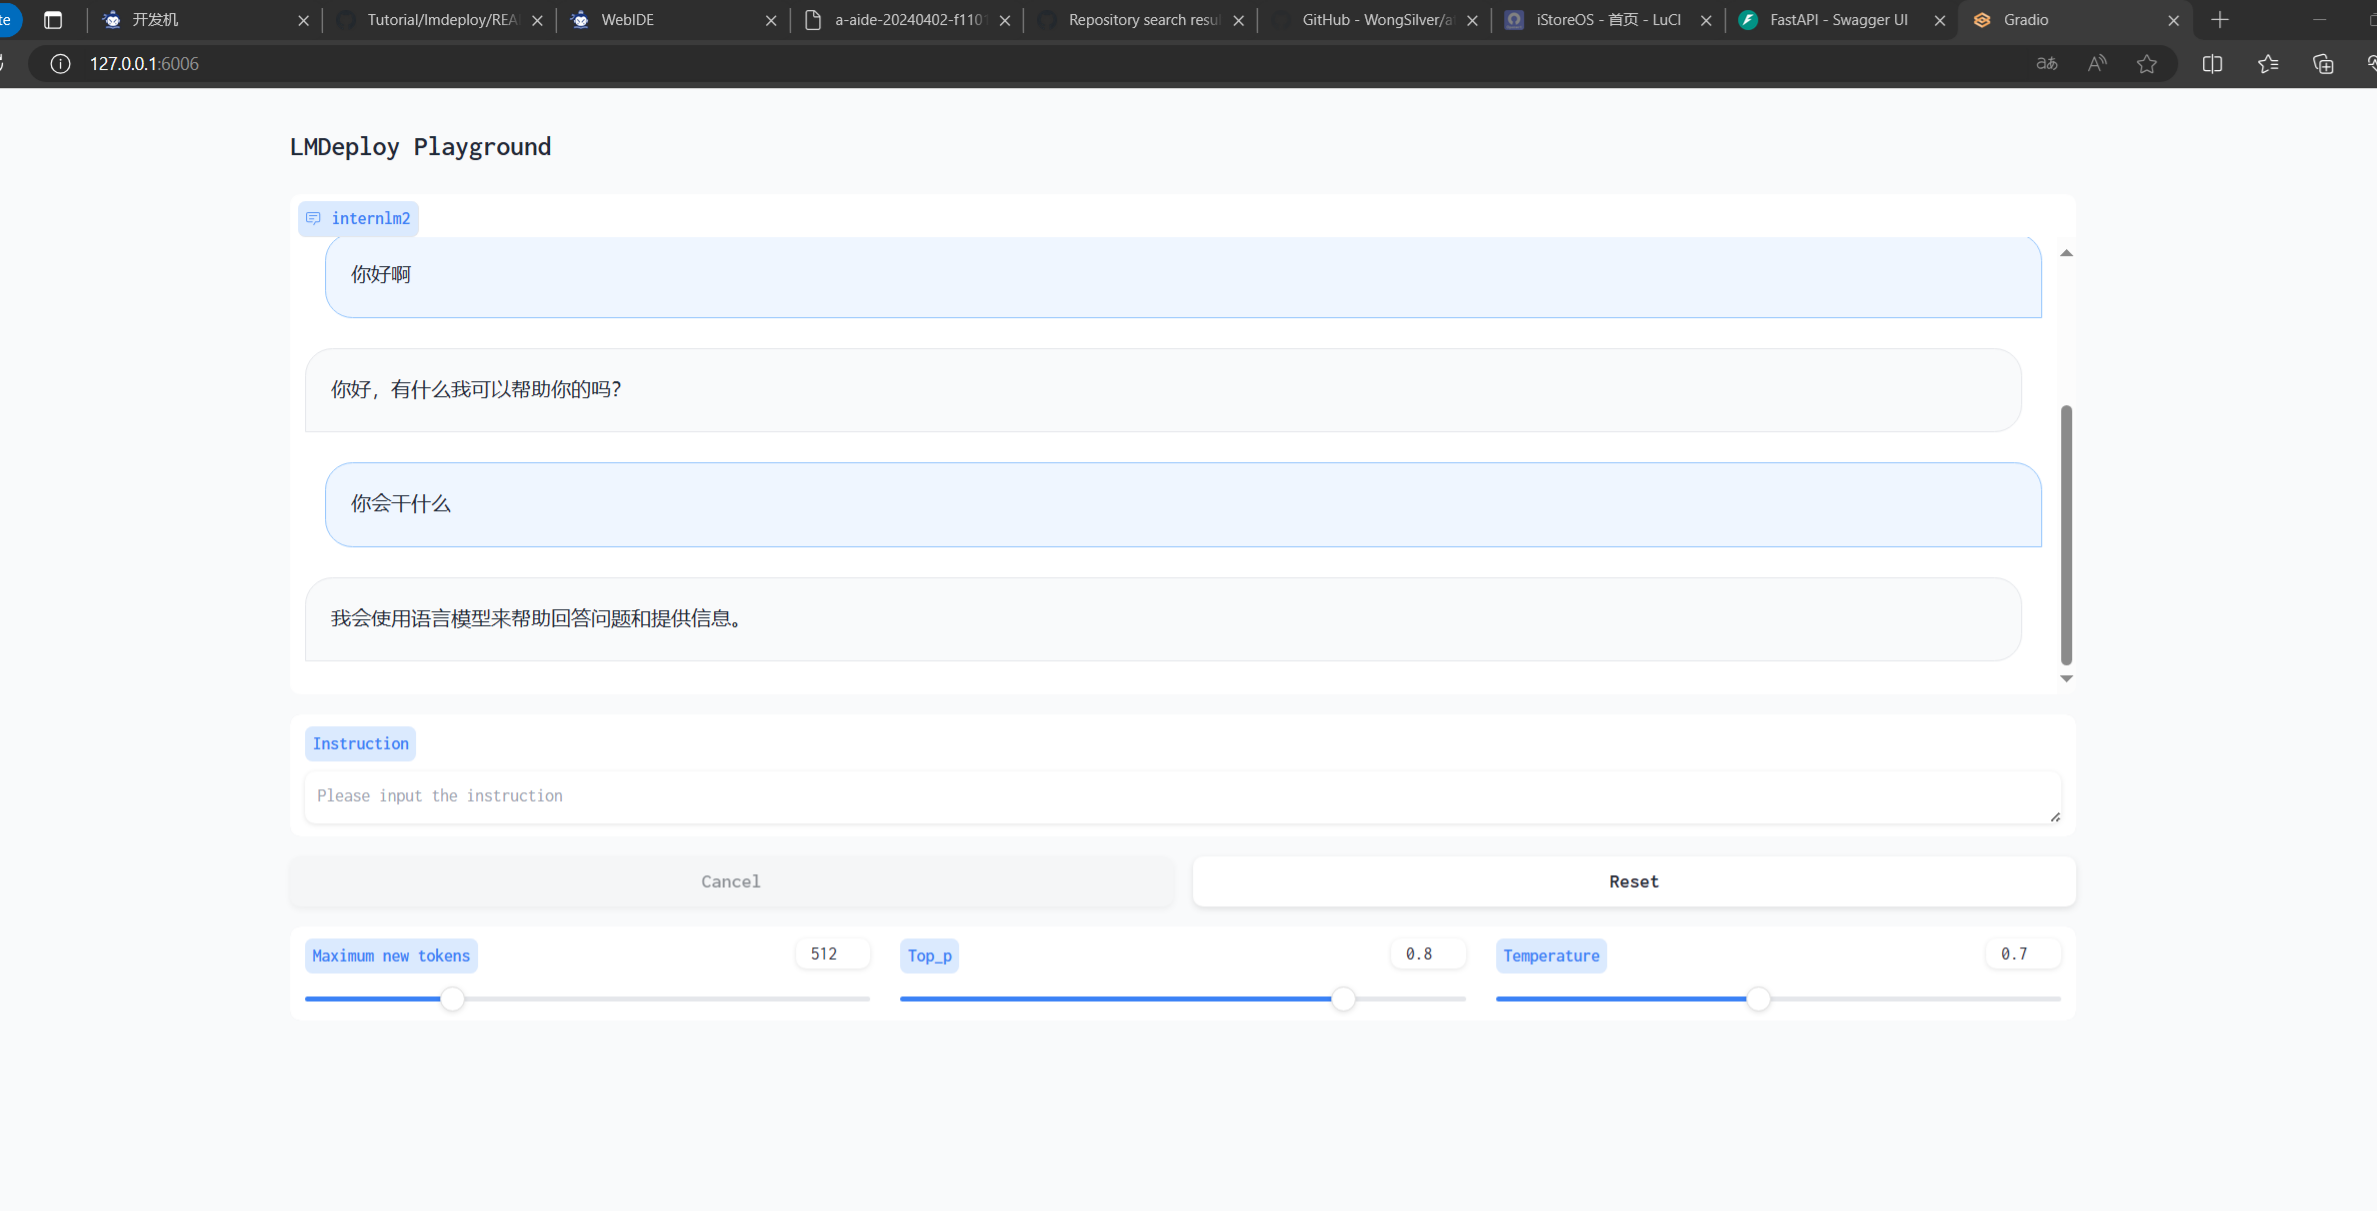 te
开发机
Tutorial/lmdeploy/REA
WebIDE
a-aide-20240402-f1101
Repository search resu
GitHub - WongSilver/a
iStoreOS - 首页 - LuCI
FastAPI - Swagger UI
Gradio
127.0.0.1:6006
LMDeploy Playground
internlm2
你好啊
你好，有什么我可以帮助你的吗？
你会干什么
我会使用语言模型来帮助回答问题和提供信息。
Instruction
Please input the instruction
Cancel
Reset
Maximum new tokens
512
Top_p
0.8
Temperature
0.7